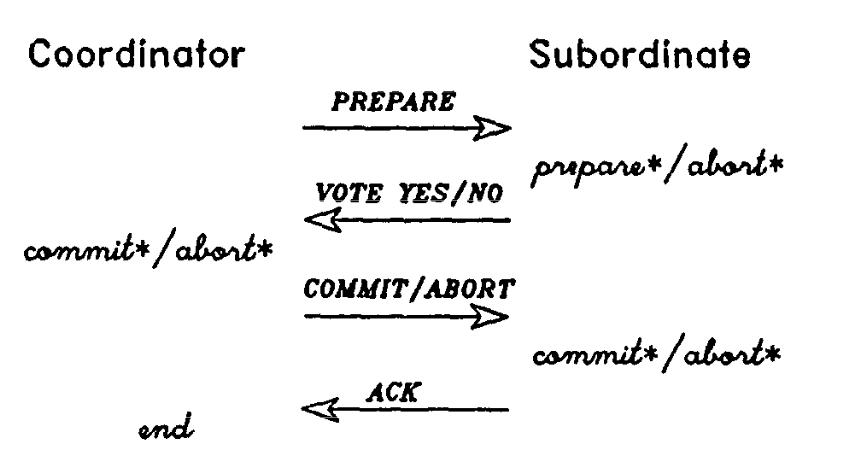 Coordinator Subordinate
PREPARE
prepare*/abort*
VOTE YES/NO
commit*/abort*
COMMIT/ABORT
commit*/abort*
ACK
end